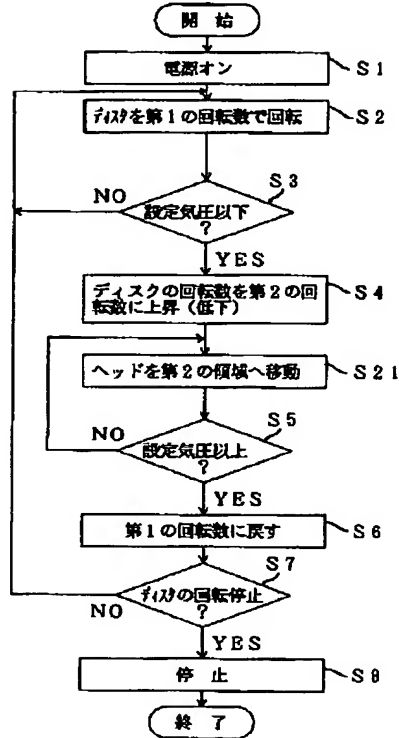 開始
電源オン
S1
ディスクを第1の回転数で回転
S2
S3
NO
設定気圧以下
?
YES
ディスクの回転数を第2の回
転数に上昇(低下)
S4
ヘッドを第2の領域へ移動
S21
S5
NO
設定気圧以上
?
YES
第1の回転数に戻す
S6
S7
ディスクの回転停止
?
NO
YES
停止
S8
終了